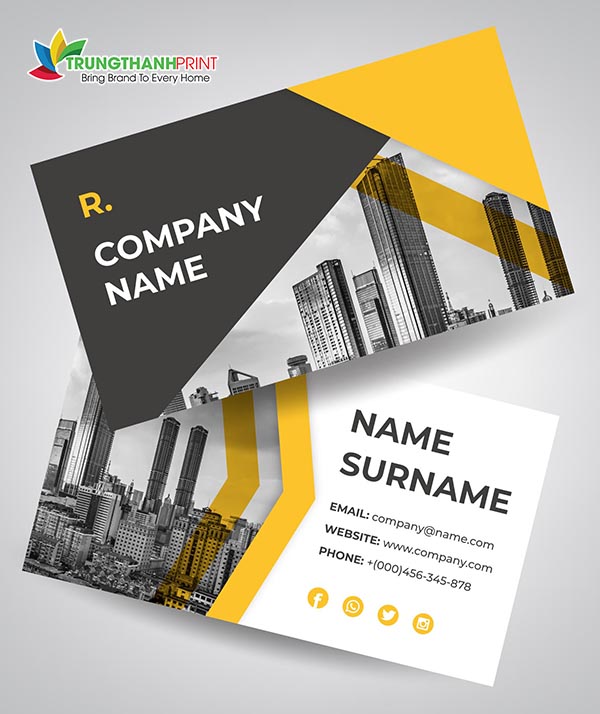 TRUNGTHANHPRINT
Bring Brand To Every Home
R.
COMPANY
NAME
NAME
SURNAME
EMAIL: company@name.com
WEBSITE: www.company.com
PHONE: +(000)456-345-878